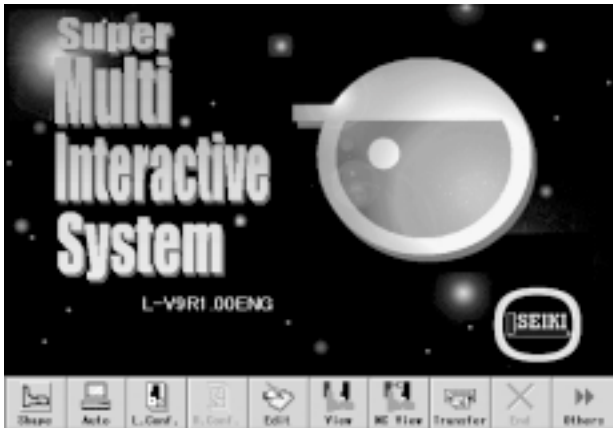 Super
Multi
Interactive
System
L-V9R1.00ENG
SEIKI
Shape Auto L.Conf. R.Conf. Edit View NC View Transfer End Others